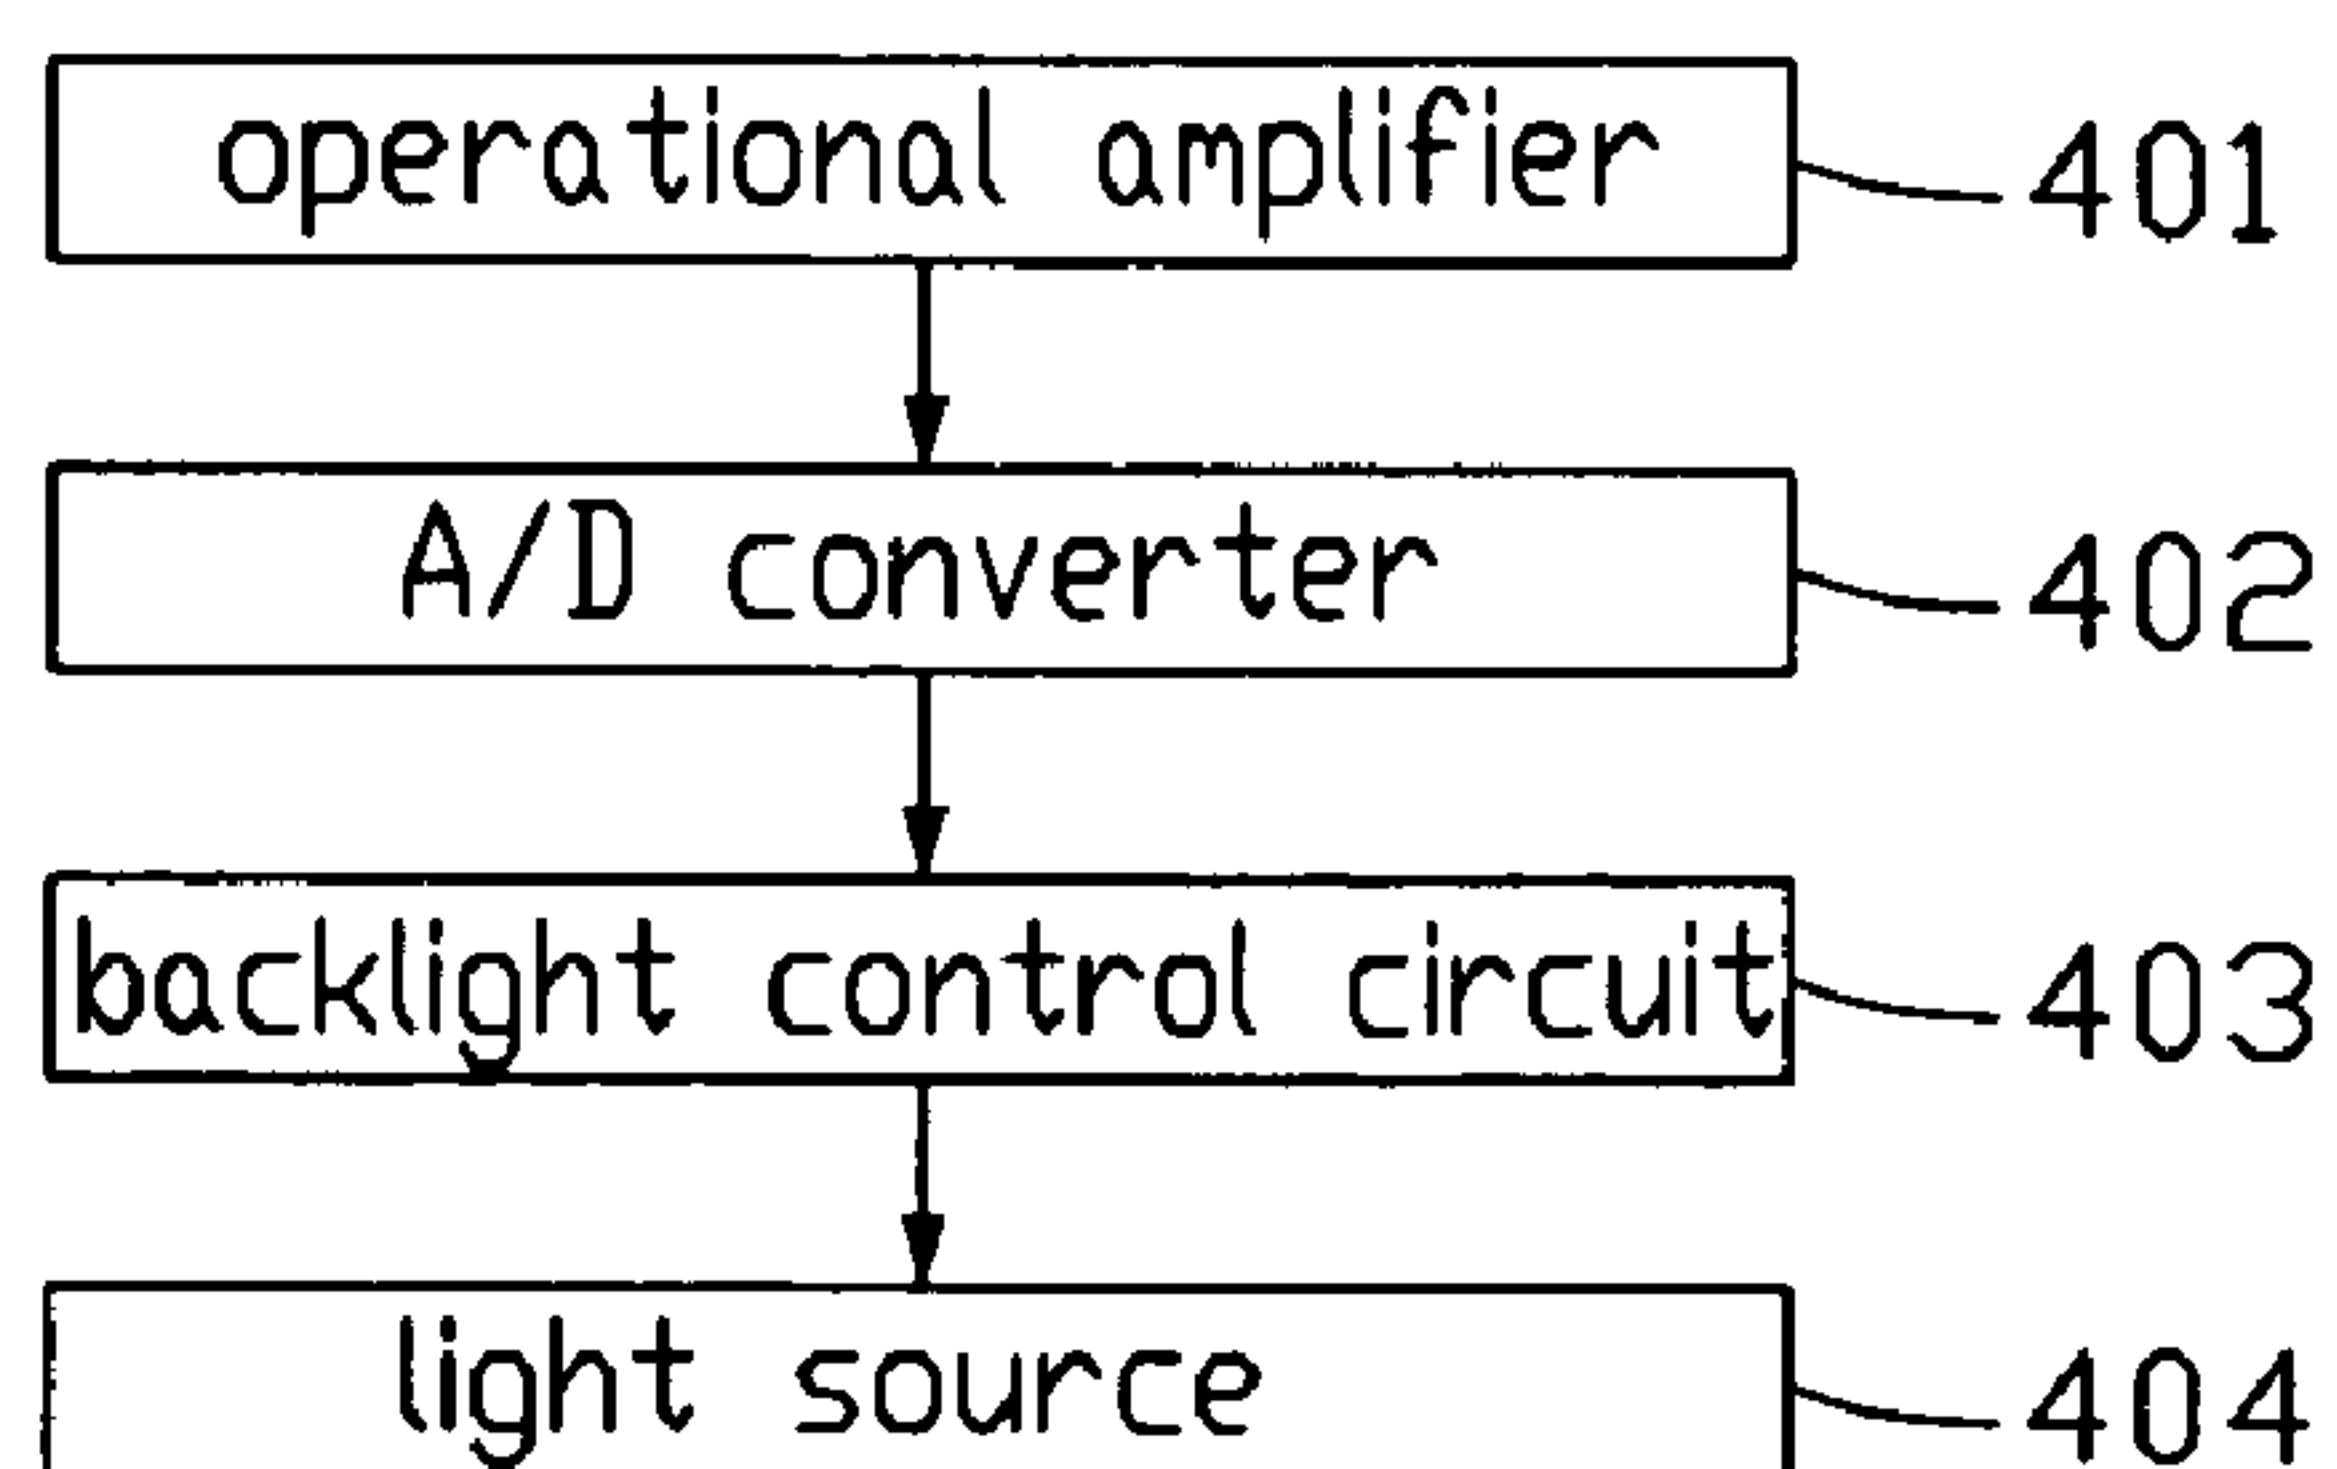 operational amplifier 401
A/D converter 402
backlight control circuit 403
light source 404